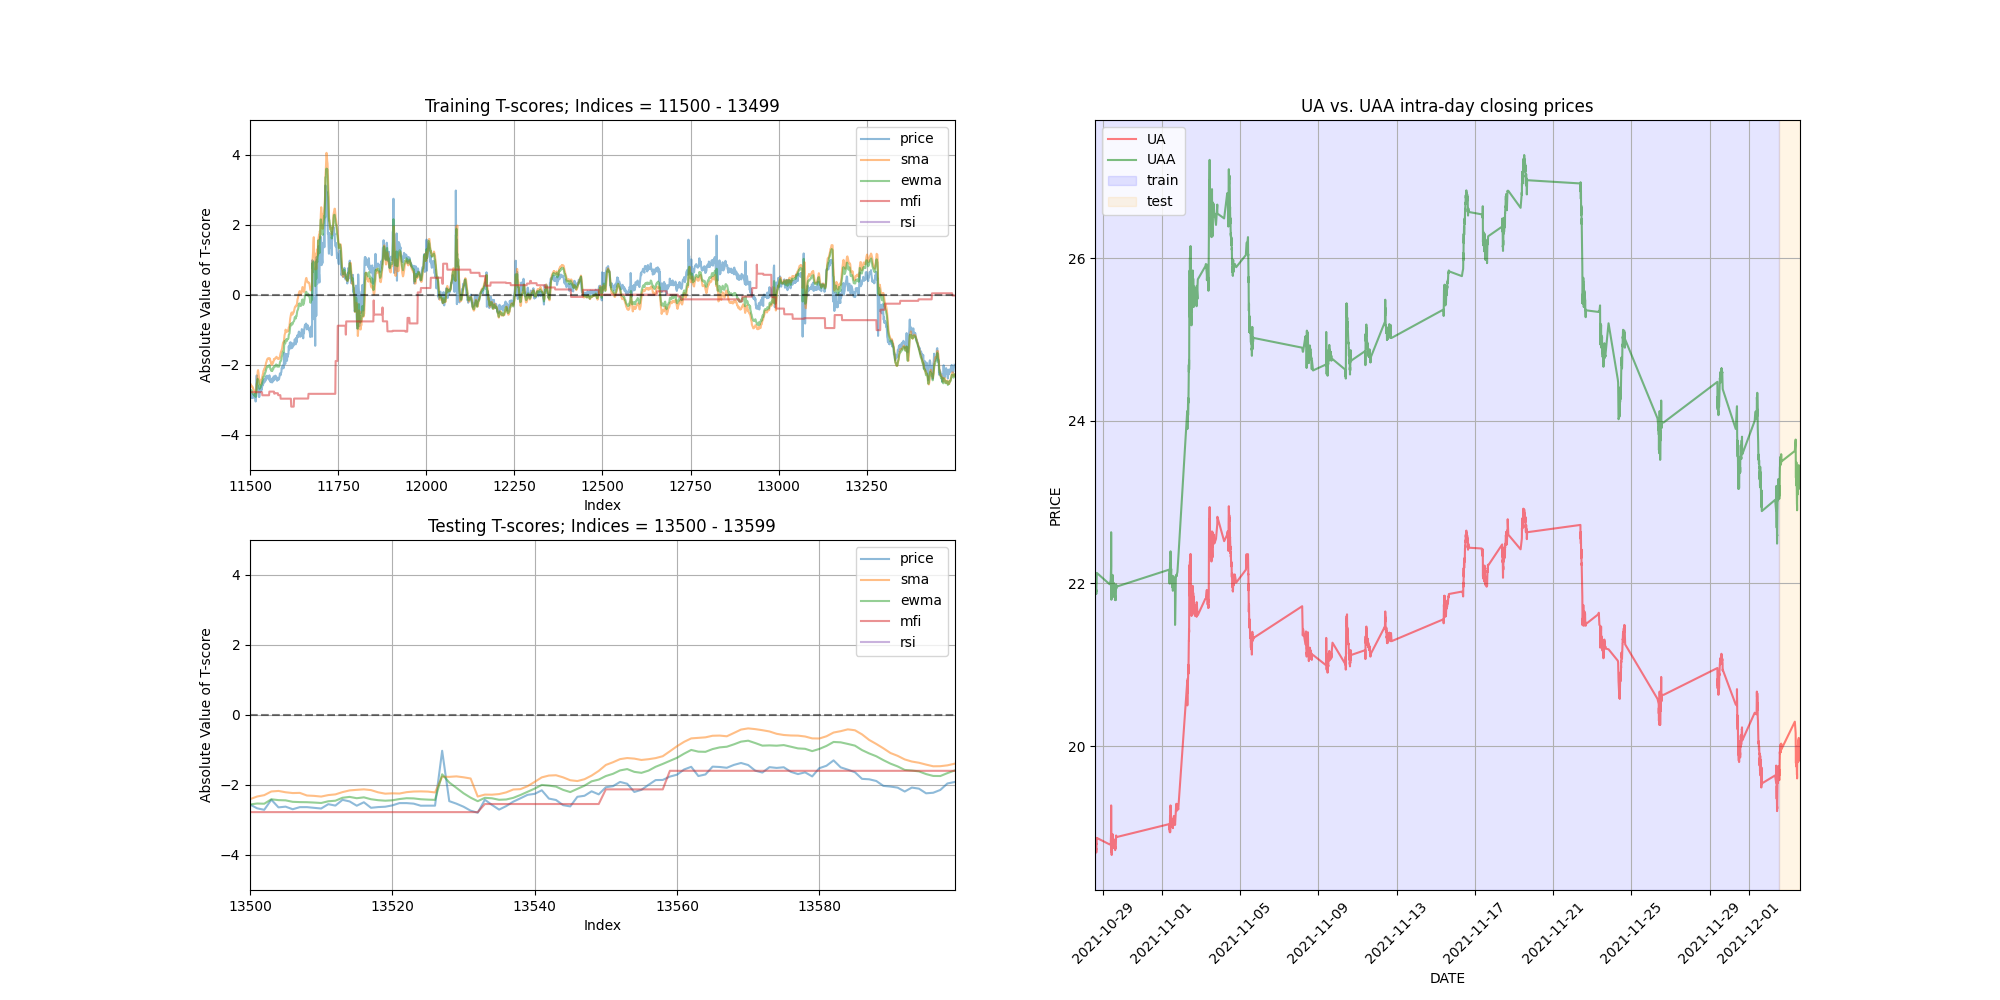 Training T-scores; Indices = 11500 - 13499
Absolute Value of T-score
4
2
0
−2
−4
price
sma
ewma
mfi
rsi
11500 11750 12000 12250 12500 12750 13000 13250
Index
Testing T-scores; Indices = 13500 - 13599
Absolute Value of T-score
4
2
0
−2
−4
price
sma
ewma
mfi
rsi
13500 13520 13540 13560 13580
Index
UA vs. UAA intra-day closing prices
UA
UAA
train
test
PRICE
26
24
22
20
2021-10-29 2021-11-01 2021-11-05 2021-11-09 2021-11-13 2021-11-17 2021-11-21 2021-11-25 2021-11-29 2021-12-01
DATE